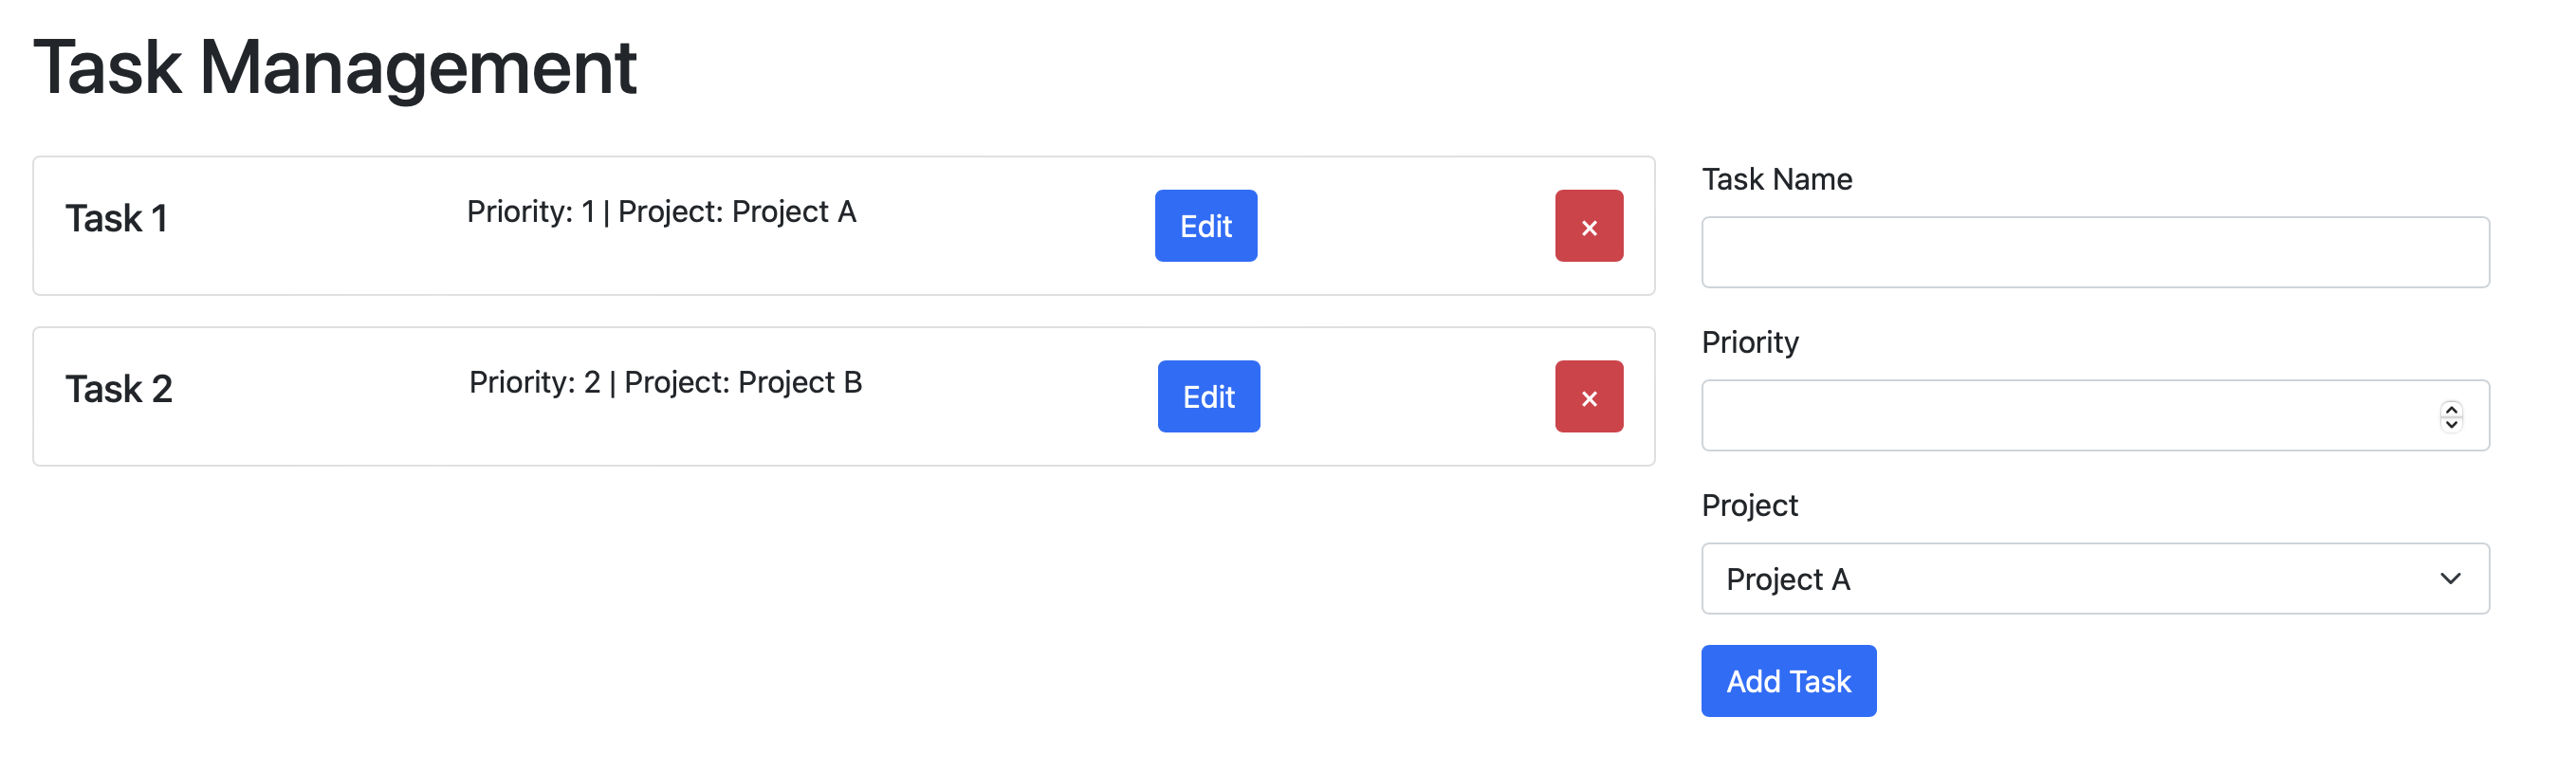 Task Management
Task 1
Priority: 1 | Project: Project A
Edit
×
Task 2
Priority: 2 | Project: Project B
Edit
×
Task Name
Priority
Project
Project A
Add Task